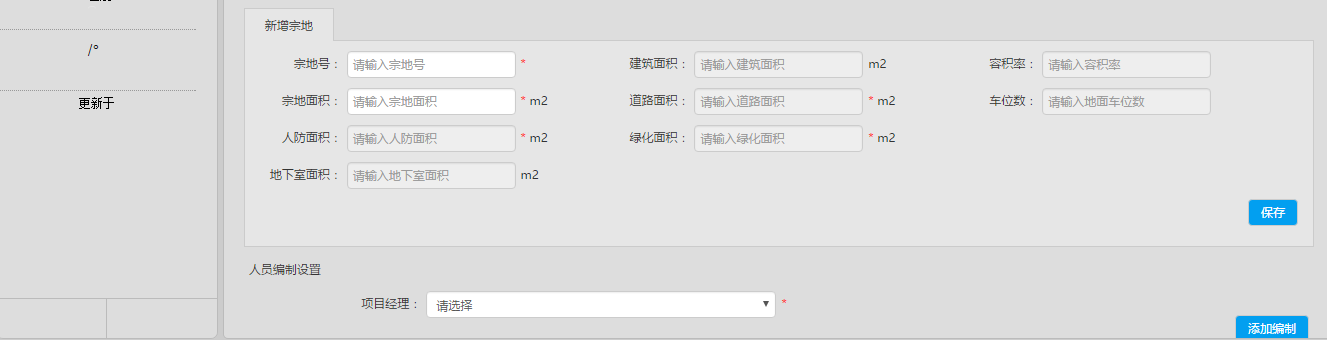 /°
更新于
新增宗地
宗地号： 请输入宗地号 * 建筑面积： 请输入建筑面积 m2 容积率： 请输入容积率
宗地面积： 请输入宗地面积 * m2 道路面积： 请输入道路面积 * m2 车位数： 请输入地面车位数
人防面积： 请输入人防面积 * m2 绿化面积： 请输入绿化面积 * m2
地下室面积： 请输入地下室面积 m2
保存
人员编制设置
项目经理： 请选择 *
添加编制